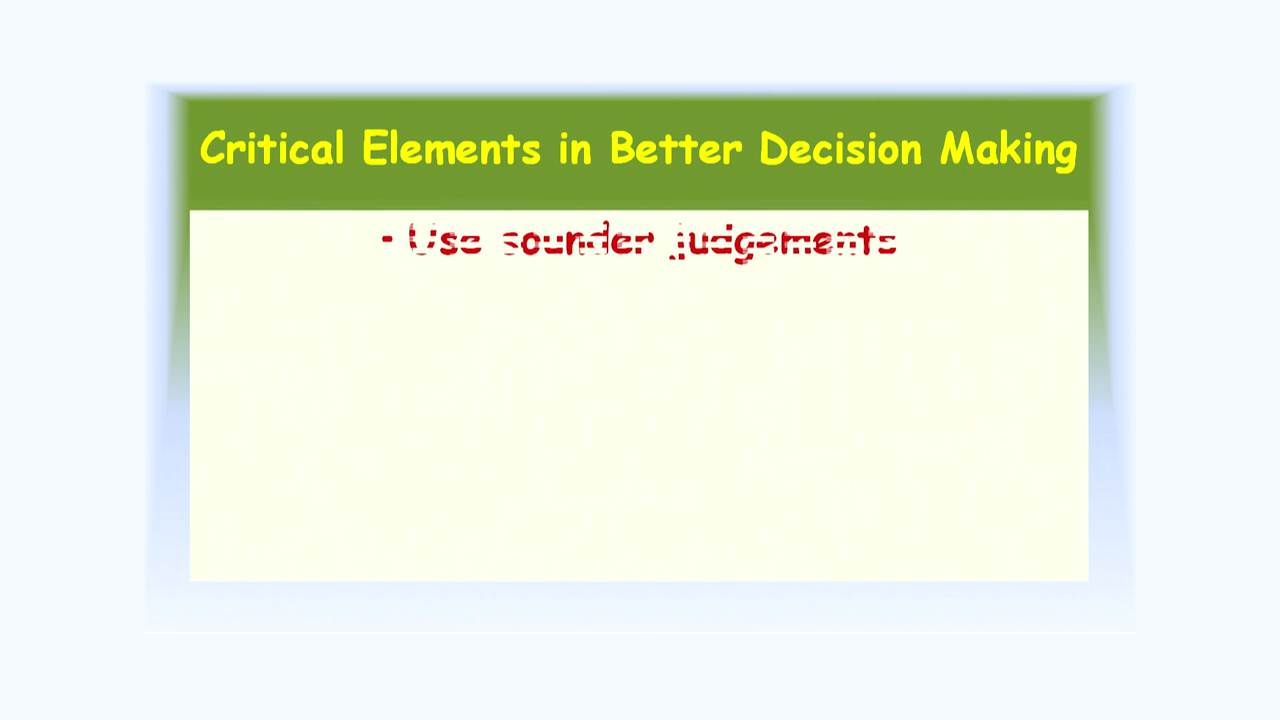 Critical Elements in Better Decision Making
- Use sounder judgements